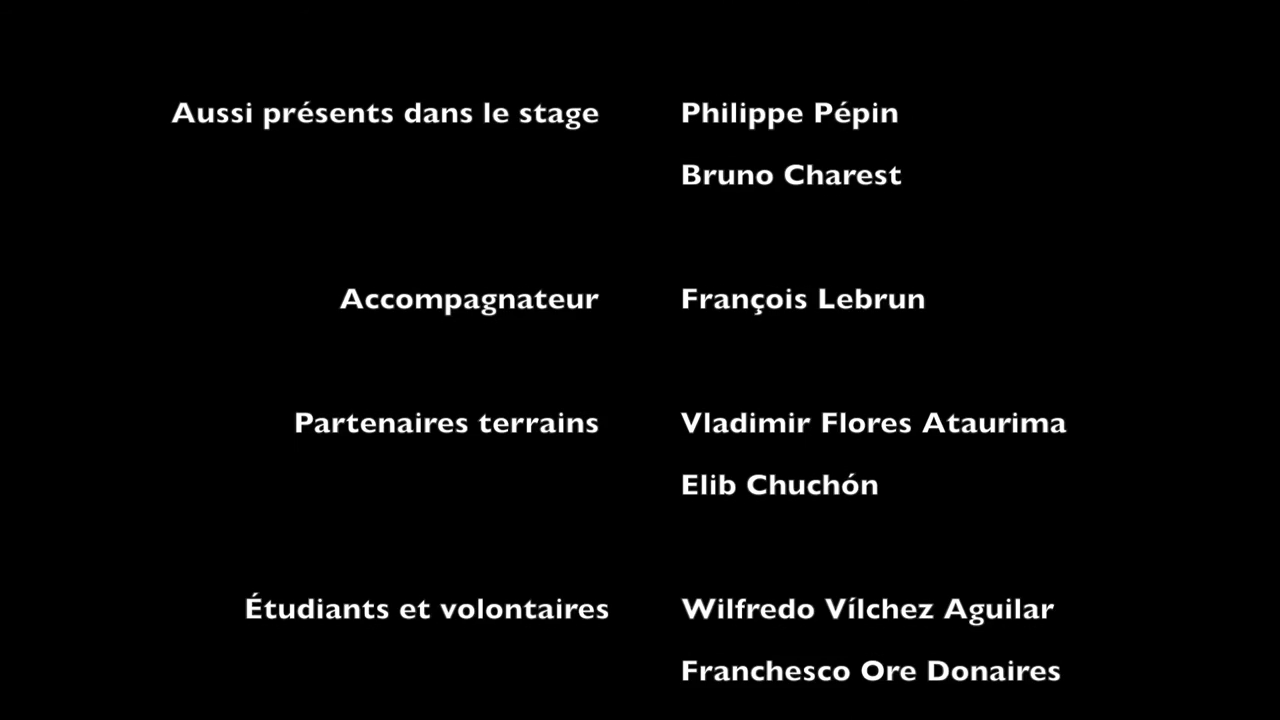 Aussi présents dans le stage Philippe Pépin
Bruno Charest
Accompagnateur François Lebrun
Partenaires terrains Vladimir Flores Ataurima
Elib Chuchón
Étudiants et volontaires Wilfredo Vílchez Aguilar
Franchesco Ore Donaires